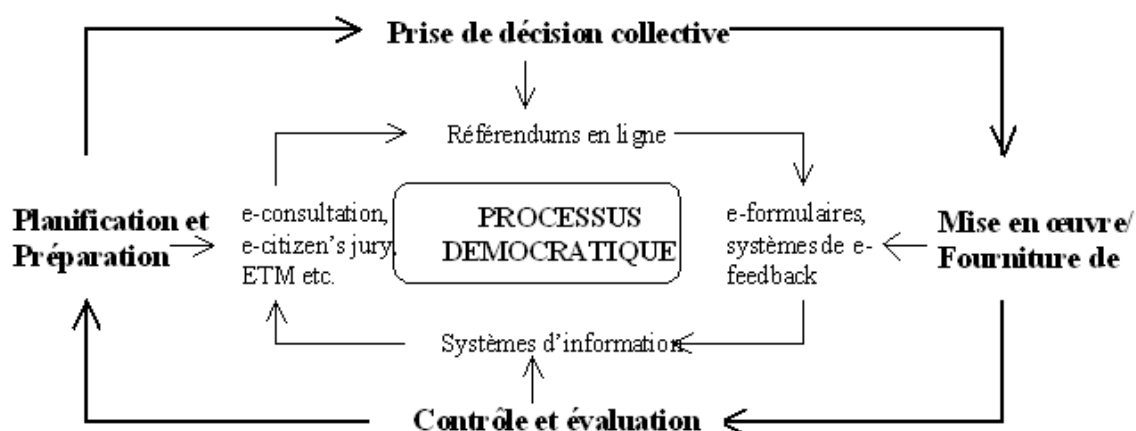 Prise de décision collective
Référendums en ligne
Planification et
Préparation
e-consultation,
e-citizen's jury,
ETM etc.
PROCESSUS
DEMOCRATIQUE
e-formulaires,
systèmes de e-
feedback
Mise en œuvre/
Fourniture de
Systèmes d'information
Contrôle et évaluation